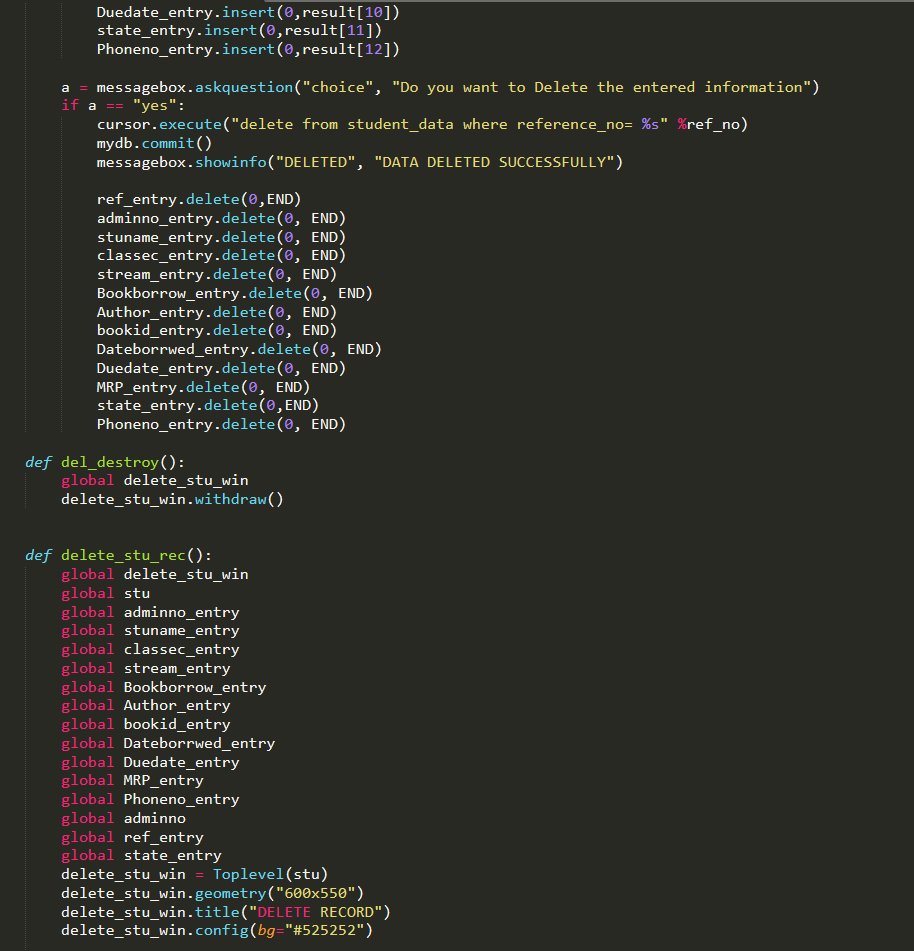 Duedate_entry.insert(0,result[10])
state_entry.insert(0,result[11])
Phoneno_entry.insert(0,result[12])
a = messagebox.askquestion("choice", "Do you want to Delete the entered information")
if a == "yes":
cursor.execute("delete from student_data where reference_no= %s" %ref_no)
mydb.commit()
messagebox.showinfo("DELETED", "DATA DELETED SUCCESSFULLY")
ref_entry.delete(0,END)
adminno_entry.delete(0, END)
stuname_entry.delete(0, END)
classec_entry.delete(0, END)
stream_entry.delete(0, END)
Bookborrow_entry.delete(0, END)
Author_entry.delete(0, END)
bookid_entry.delete(0, END)
Dateborrwed_entry.delete(0, END)
Duedate_entry.delete(0, END)
MRP_entry.delete(0, END)
state_entry.delete(0,END)
Phoneno_entry.delete(0, END)
def del_destroy():
global delete_stu_win
delete_stu_win.withdraw()
def delete_stu_rec():
global delete_stu_win
global stu
global adminno_entry
global stuname_entry
global classec_entry
global stream_entry
global Bookborrow_entry
global Author_entry
global bookid_entry
global Dateborrwed_entry
global Duedate_entry
global MRP_entry
global Phoneno_entry
global adminno
global ref_entry
global state_entry
delete_stu_win = Toplevel(stu)
delete_stu_win.geometry("600x550")
delete_stu_win.title("DELETE RECORD")
delete_stu_win.config(bg="#525252")